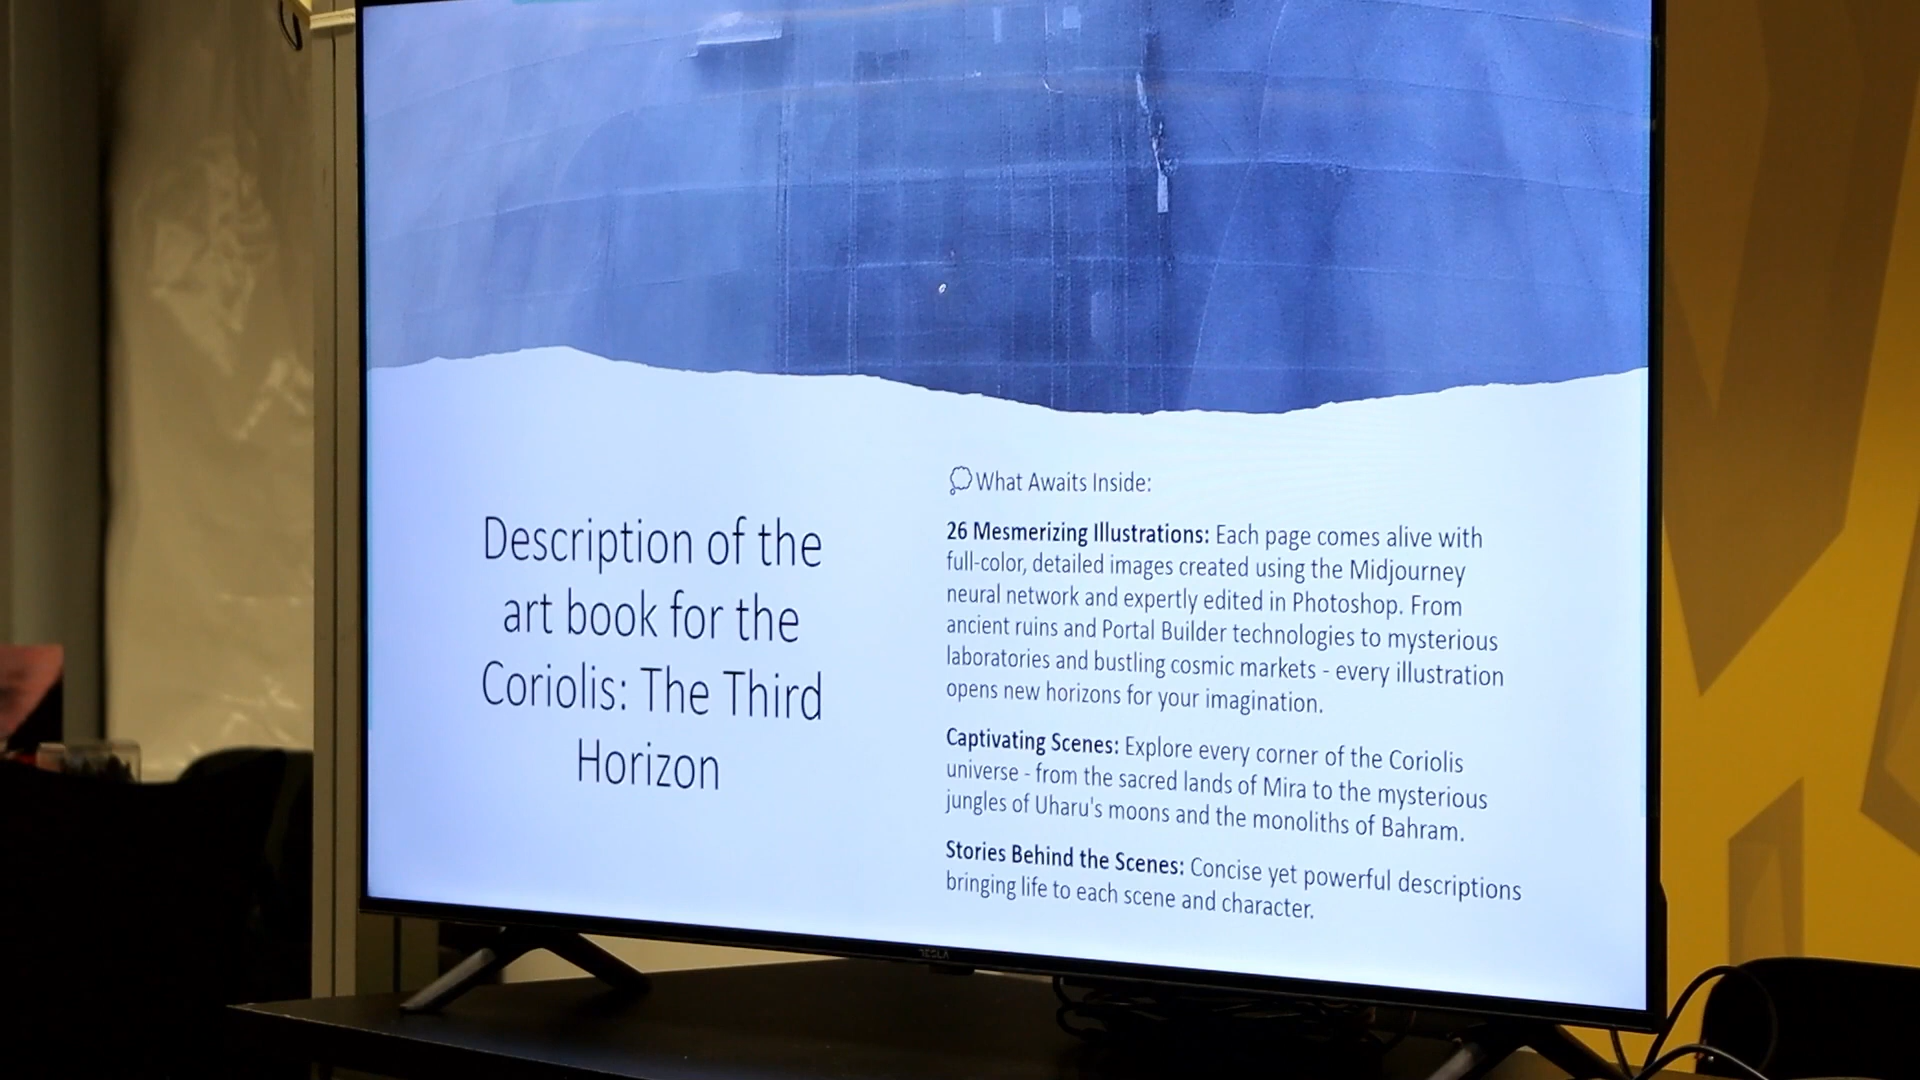 Description of the
art book for the
Coriolis: The Third
Horizon
What Awaits Inside:
26 Mesmerizing Illustrations: Each page comes alive with
full-color, detailed images created using the Midjourney
neural network and expertly edited in Photoshop. From
ancient ruins and Portal Builder technologies to mysterious
laboratories and bustling cosmic markets - every illustration
opens new horizons for your imagination.
Captivating Scenes: Explore every corner of the Coriolis
universe - from the sacred lands of Mira to the mysterious
jungles of Uharu's moons and the monoliths of Bahram.
Stories Behind the Scenes: Concise yet powerful descriptions
bringing life to each scene and character.
TESLA